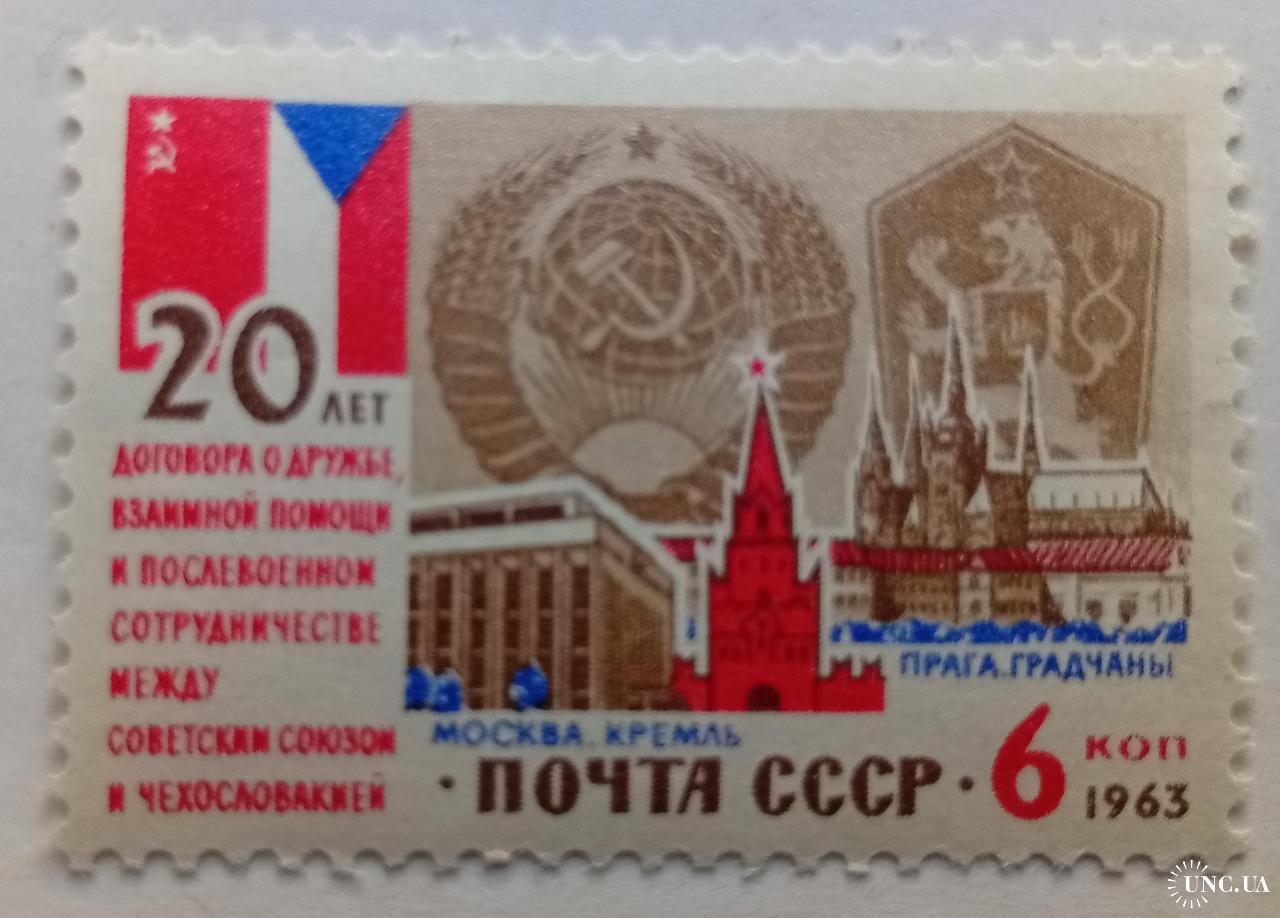 20 ЛЕТ
ДОГОВОРА О ДРУЖБЕ,
ВЗАИМНОЙ ПОМОЩИ
И ПОСЛЕВОЕННОМ
СОТРУДНИЧЕСТВЕ
МЕЖДУ
СОВЕТСКИМ СОЮЗОМ
И ЧЕХОСЛОВАКИЕЙ
ПРАГА.ГРАДЧАНЫ
МОСКВА. КРЕМЛЬ
· ПОЧТА СССР · 6 КОП
1963
UNC.UA